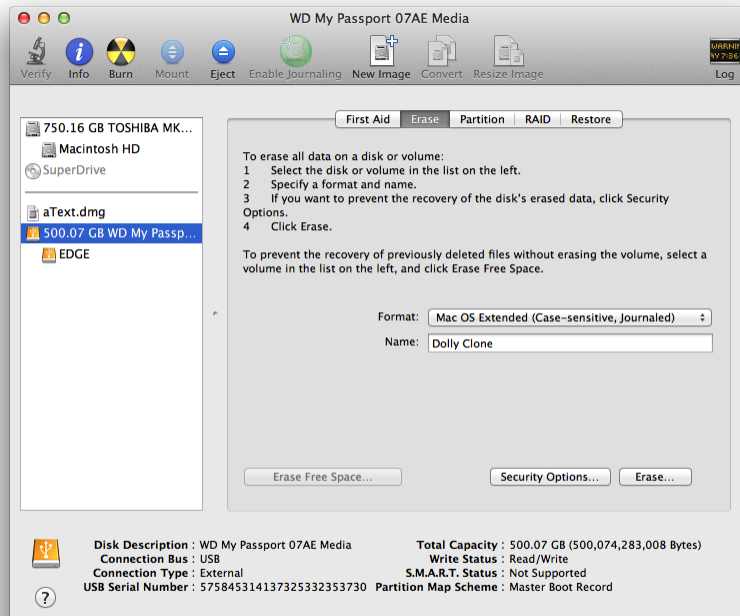 WD My Passport 07AE Media
Verify Info Burn Mount Eject Enable Journaling New Image Convert Resize Image Log
WARNIN
First Aid Erase Partition RAID Restore
750.16 GB TOSHIBA MK...
Macintosh HD
SuperDrive
aText.dmg
500.07 GB WD My Passp...
EDGE
To erase all data on a disk or volume:
1 Select the disk or volume in the list on the left.
2 Specify a format and name.
3 If you want to prevent the recovery of the disk's erased data, click Security
Options.
4 Click Erase.
To prevent the recovery of previously deleted files without erasing the volume, select a
volume in the list on the left, and click Erase Free Space.
Format: Mac OS Extended (Case-sensitive, Journaled)
Name: Dolly Clone
Erase Free Space... Security Options... Erase...
Disk Description : WD My Passport 07AE Media
Connection Bus : USB
Connection Type : External
USB Serial Number : 575845314137325332353730
Total Capacity : 500.07 GB (500,074,283,008 Bytes)
Write Status : Read/Write
S.M.A.R.T. Status : Not Supported
Partition Map Scheme : Master Boot Record
?